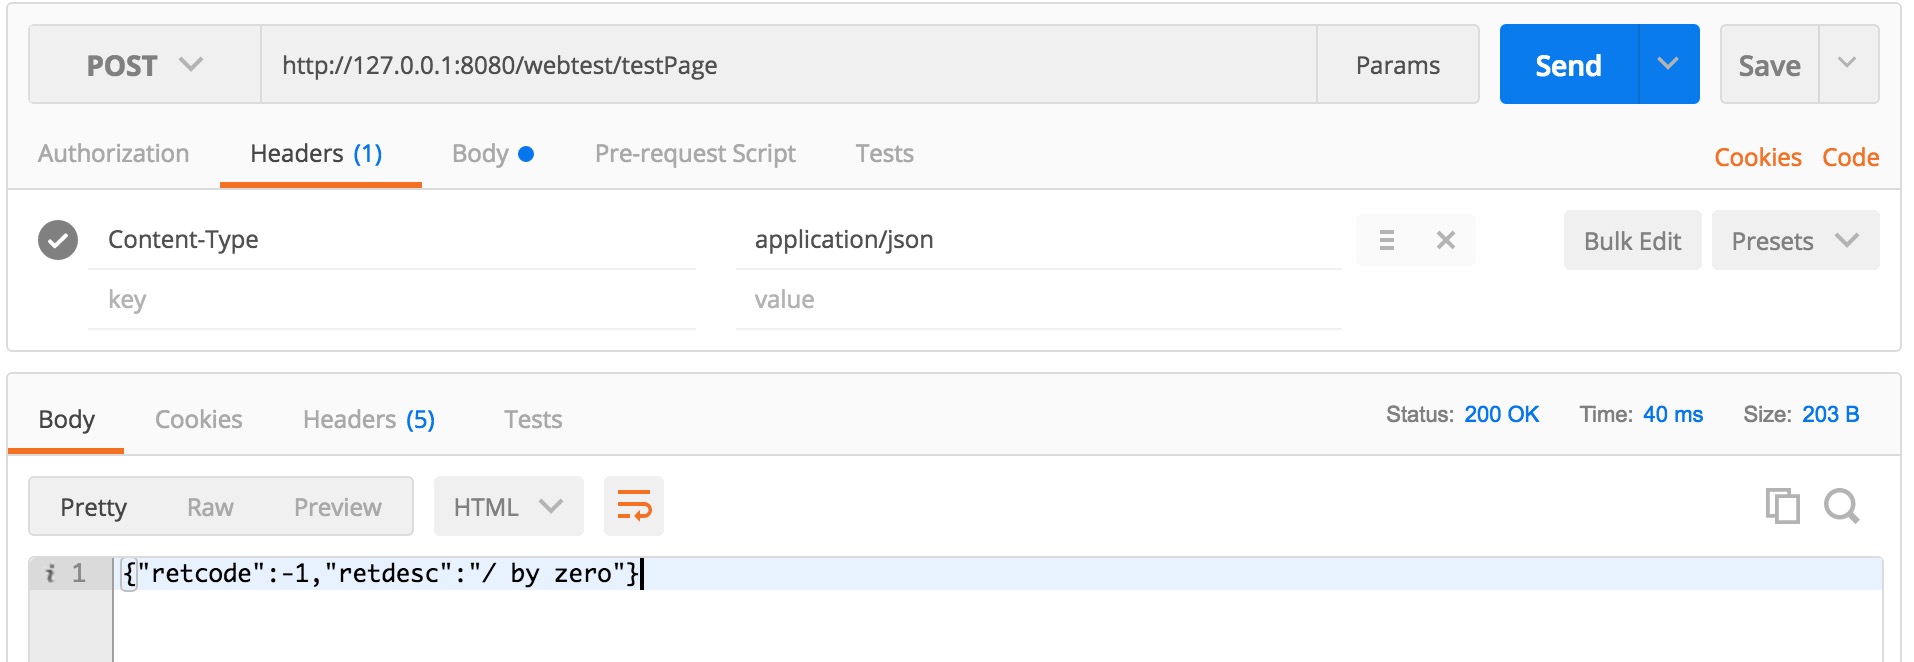 POST http://127.0.0.1:8080/webtest/testPage Params Send Save
Authorization Headers (1) Body Pre-request Script Tests Cookies Code
Content-Type application/json Bulk Edit Presets
key value
Body Cookies Headers (5) Tests Status: 200 OK Time: 40 ms Size: 203 B
Pretty Raw Preview HTML
i 1 {"retcode":-1,"retdesc":"/ by zero"}